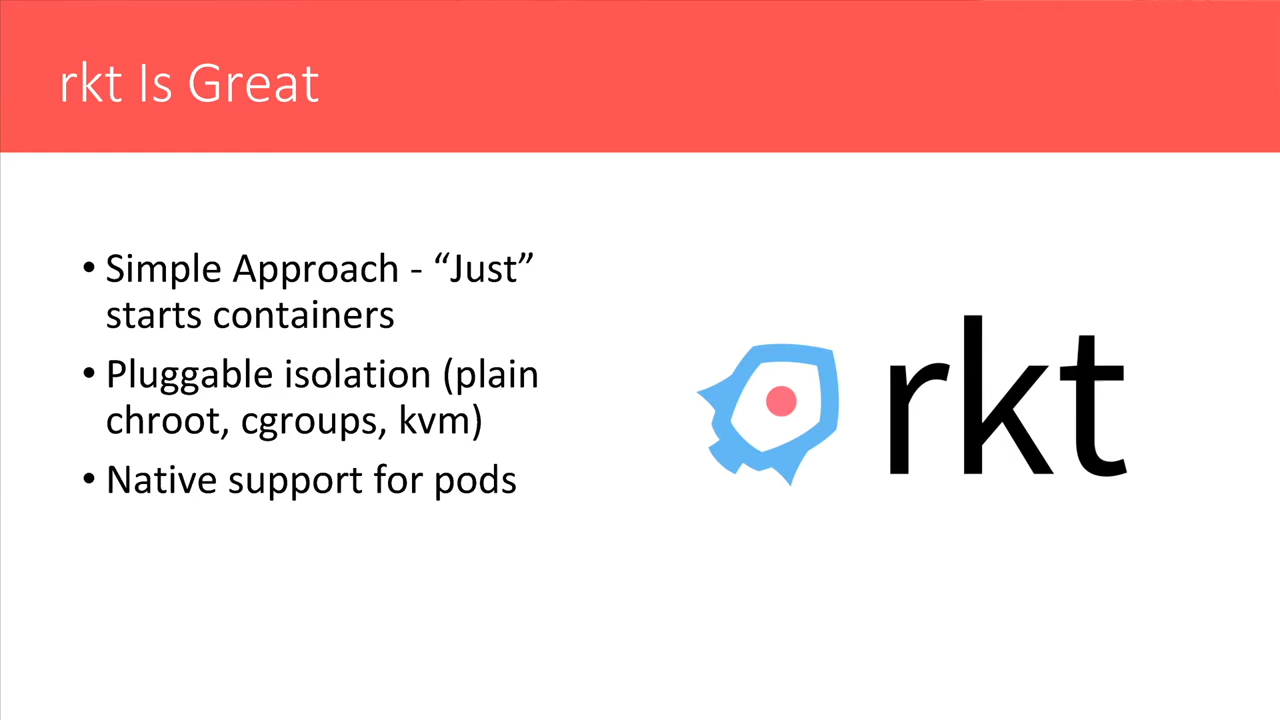 rkt Is Great
• Simple Approach - “Just”
starts containers
• Pluggable isolation (plain
chroot, cgroups, kvm)
• Native support for pods
rkt